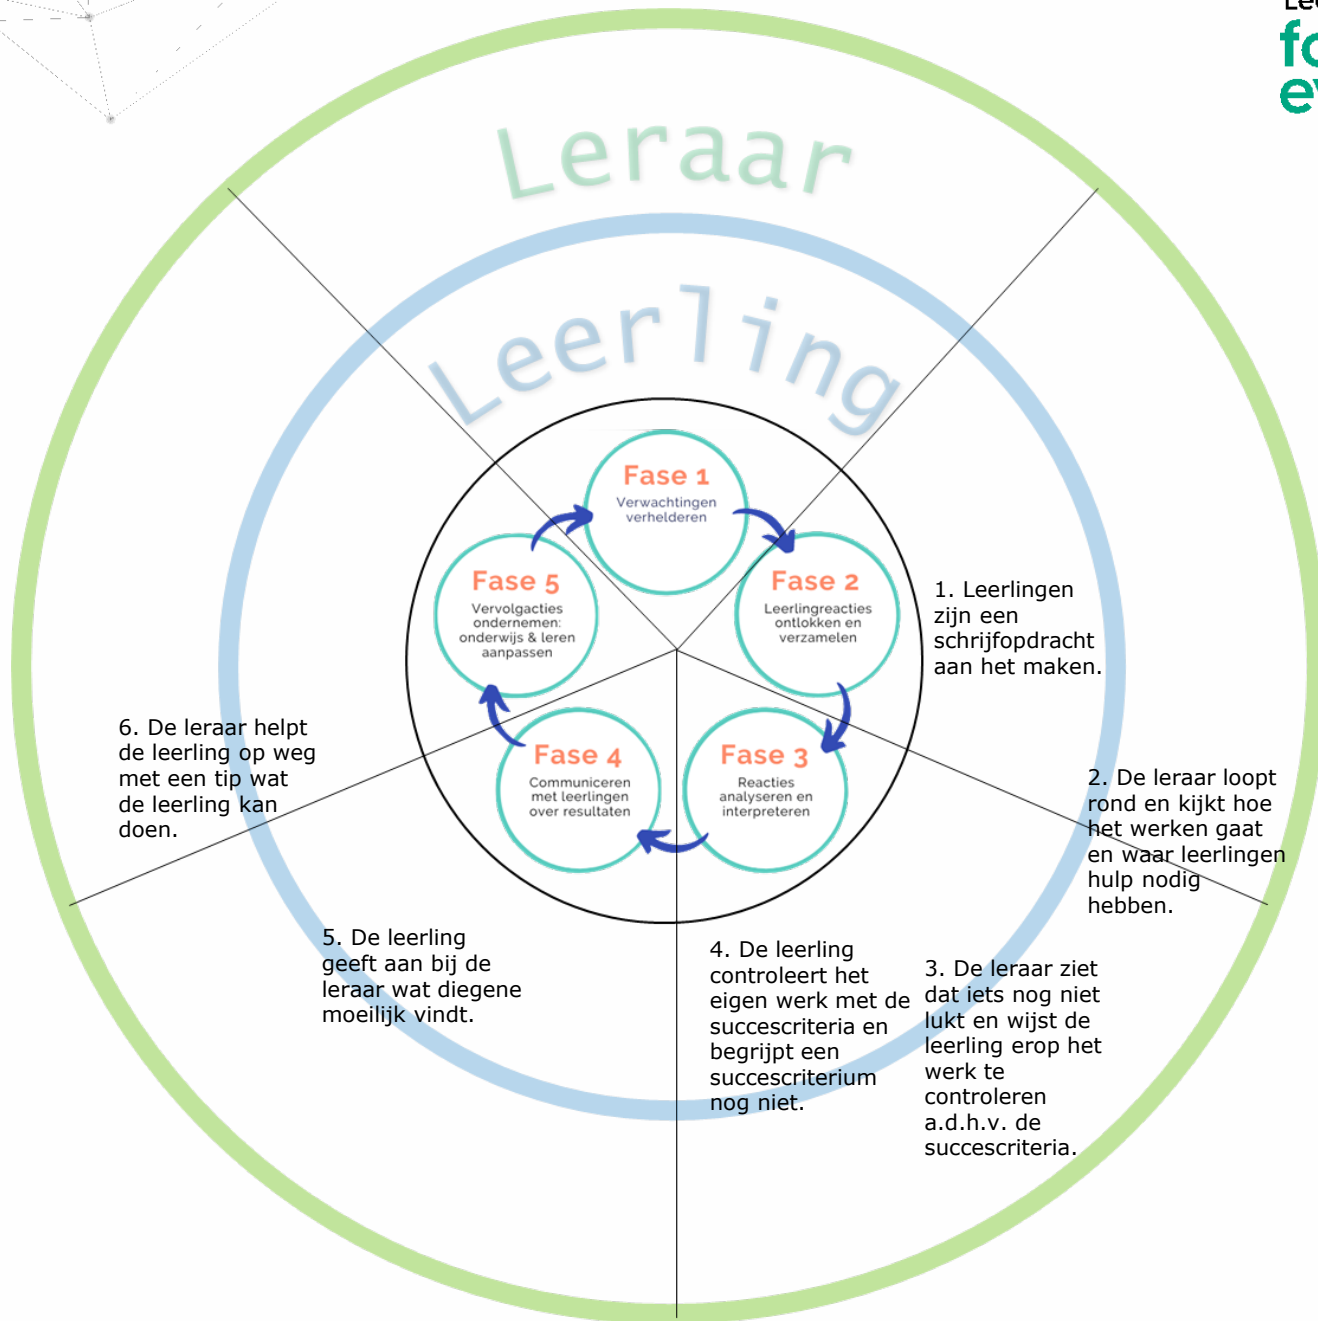 Leraar
Leerling
Fase 1
Verwachtingen
verhelderen
Fase 2
Leerlingreacties
ontlokken en
verzamelen
Fase 3
Reacties
analyseren en
interpreteren
Fase 4
Communiceren
met leerlingen
over resultaten
Fase 5
Vervolgacties
ondernemen:
onderwijs & leren
aanpassen
1. Leerlingen
zijn een
schrijfopdracht
aan het maken.
2. De leraar loopt
rond en kijkt hoe
het werken gaat
en waar leerlingen
hulp nodig
hebben.
3. De leraar ziet
dat iets nog niet
lukt en wijst de
leerling erop het
werk te
controleren
a.d.h.v. de
succescriteria.
4. De leerling
controleert het
eigen werk met de
succescriteria en
begrijpt een
succescriterium
nog niet.
5. De leerling
geeft aan bij de
leraar wat diegene
moeilijk vindt.
6. De leraar helpt
de leerling op weg
met een tip wat
de leerling kan
doen.